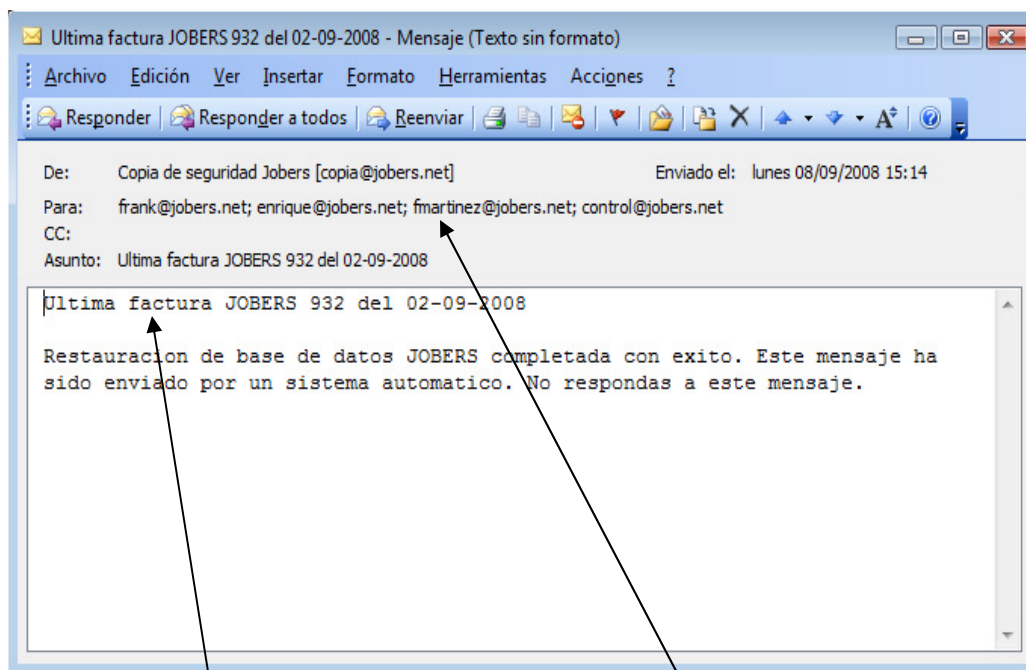 Ultima factura JOBERS 932 del 02-09-2008 - Mensaje (Texto sin formato)
Archivo Edición Ver Insertar Formato Herramientas Acciones ?
Responder Responder a todos Reenviar
De: Copia de seguridad Jobers [copia@jobers.net] Enviado el: lunes 08/09/2008 15:14
Para: frank@jobers.net; enrique@jobers.net; fmartinez@jobers.net; control@jobers.net
CC:
Asunto: Ultima factura JOBERS 932 del 02-09-2008
Ultima factura JOBERS 932 del 02-09-2008
Restauracion de base de datos JOBERS completada con exito. Este mensaje ha
sido enviado por un sistema automatico. No respondas a este mensaje.